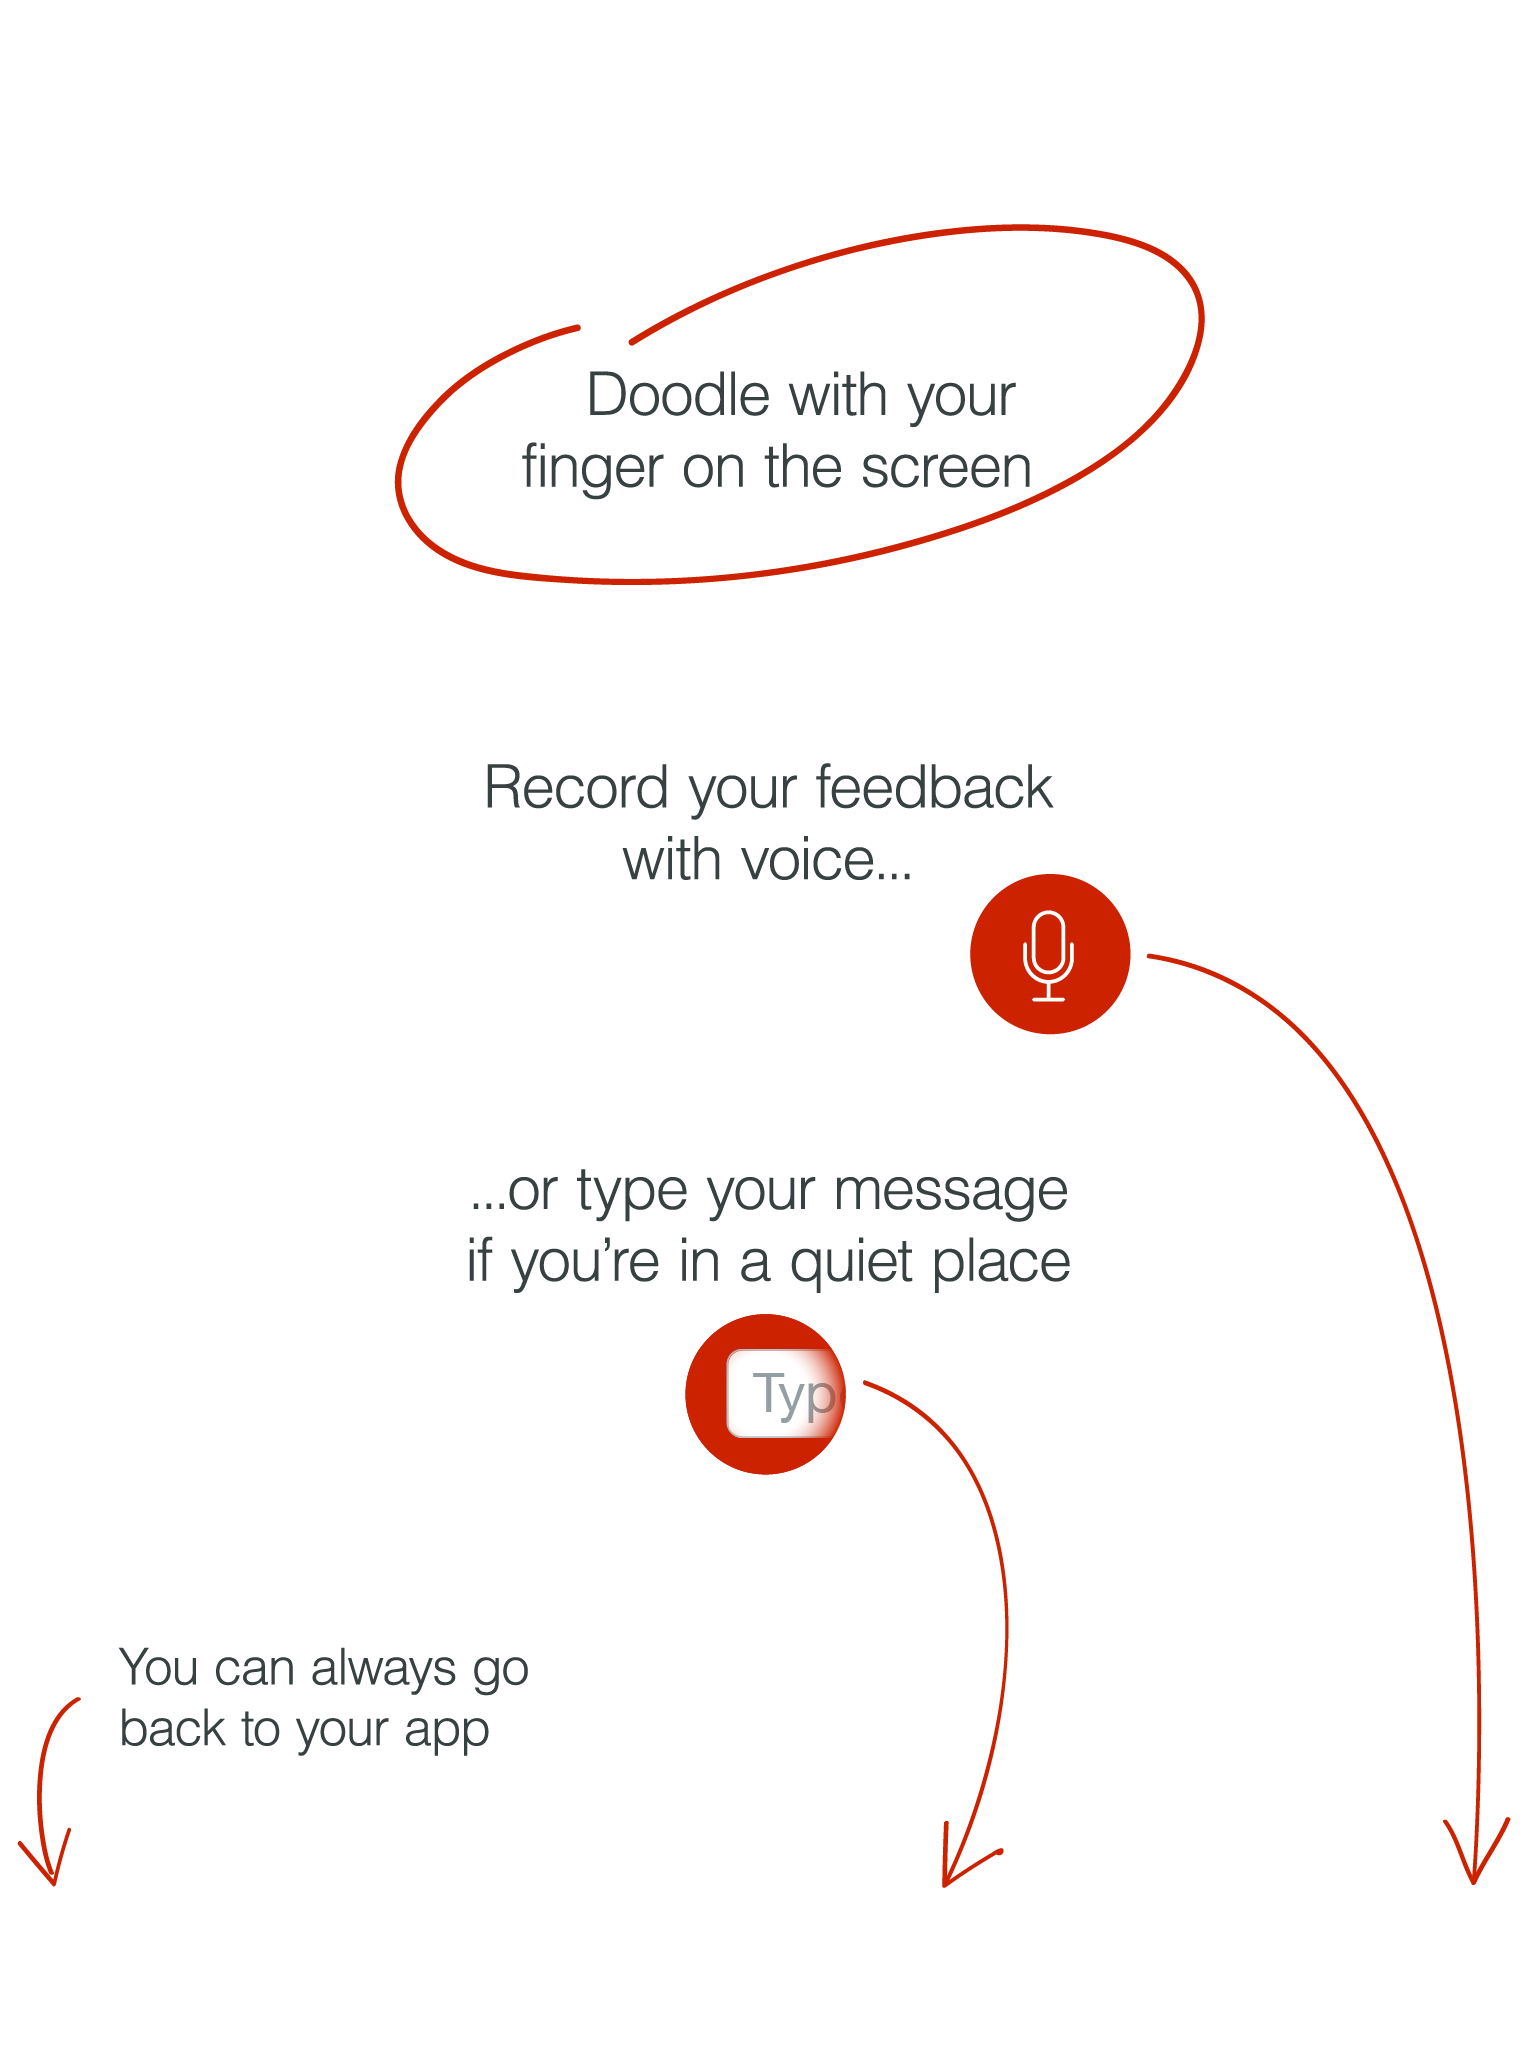 Doodle with your
finger on the screen
Record your feedback
with voice...
...or type your message
if you’re in a quiet place
Typ
You can always go
back to your app